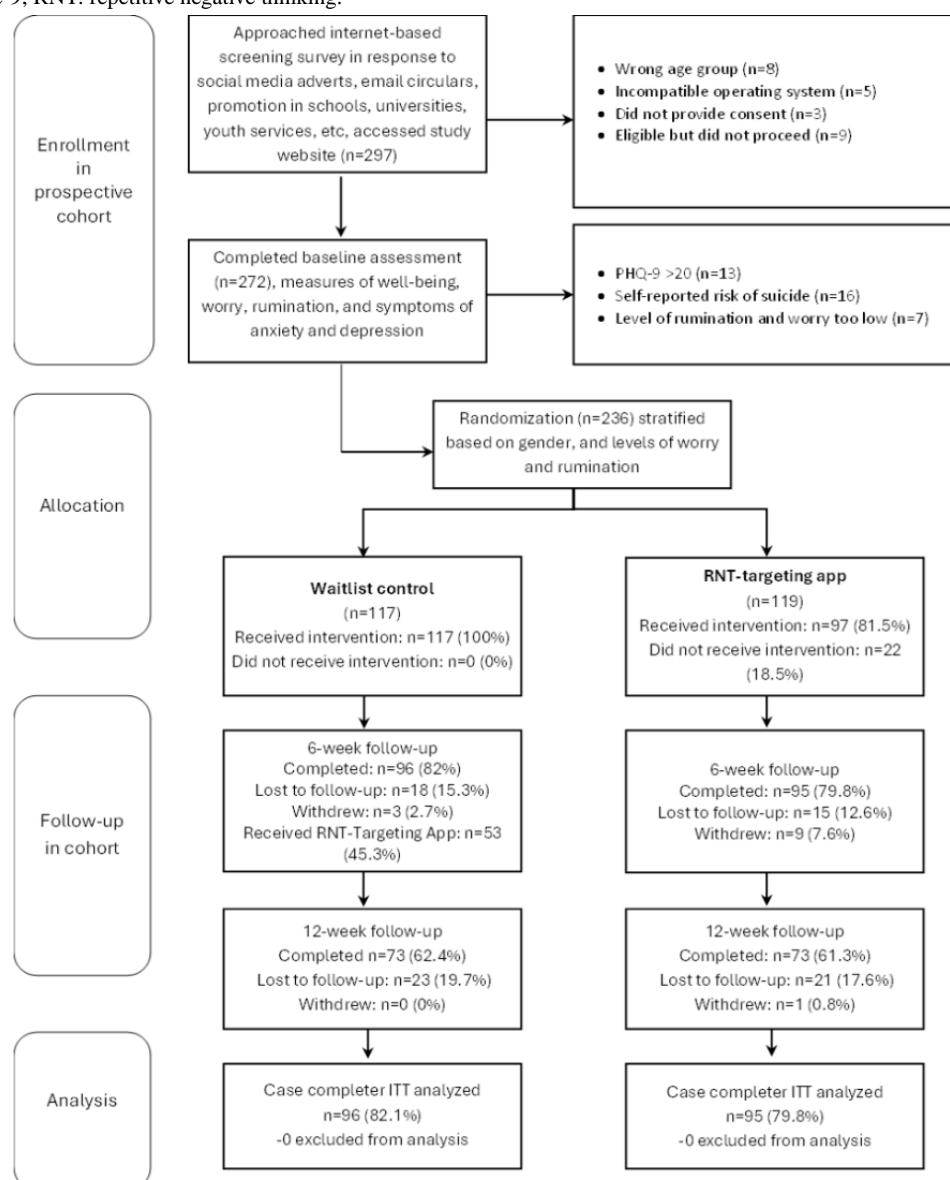 9; RNT: repetitive negative thinking.
Enrollment
in
prospective
cohort
Approached internet-based
screening survey in response to
social media adverts, email circulars,
promotion in schools, universities,
youth services, etc, accessed study
website (n=297)
• Wrong age group (n=8)
• Incompatible operating system (n=5)
• Did not provide consent (n=3)
• Eligible but did not proceed (n=9)
Completed baseline assessment
(n=272), measures of well-being,
worry, rumination, and symptoms of
anxiety and depression
• PHQ-9 >20 (n=13)
• Self-reported risk of suicide (n=16)
• Level of rumination and worry too low (n=7)
Allocation
Randomization (n=236) stratified
based on gender, and levels of worry
and rumination
Waitlist control
(n=117)
Received intervention: n=117 (100%)
Did not receive intervention: n=0 (0%)
RNT-targeting app
(n=119)
Received intervention: n=97 (81.5%)
Did not receive intervention: n=22
(18.5%)
Follow-up
in cohort
6-week follow-up
Completed: n=96 (82%)
Lost to follow-up: n=18 (15.3%)
Withdrew: n=3 (2.7%)
Received RNT-Targeting App: n=53
(45.3%)
6-week follow-up
Completed: n=95 (79.8%)
Lost to follow-up: n=15 (12.6%)
Withdrew: n=9 (7.6%)
12-week follow-up
Completed n=73 (62.4%)
Lost to follow-up: n=23 (19.7%)
Withdrew: n=0 (0%)
12-week follow-up
Completed: n=73 (61.3%)
Lost to follow-up: n=21 (17.6%)
Withdrew: n=1 (0.8%)
Analysis
Case completer ITT analyzed
n=96 (82.1%)
-0 excluded from analysis
Case completer ITT analyzed
n=95 (79.8%)
-0 excluded from analysis